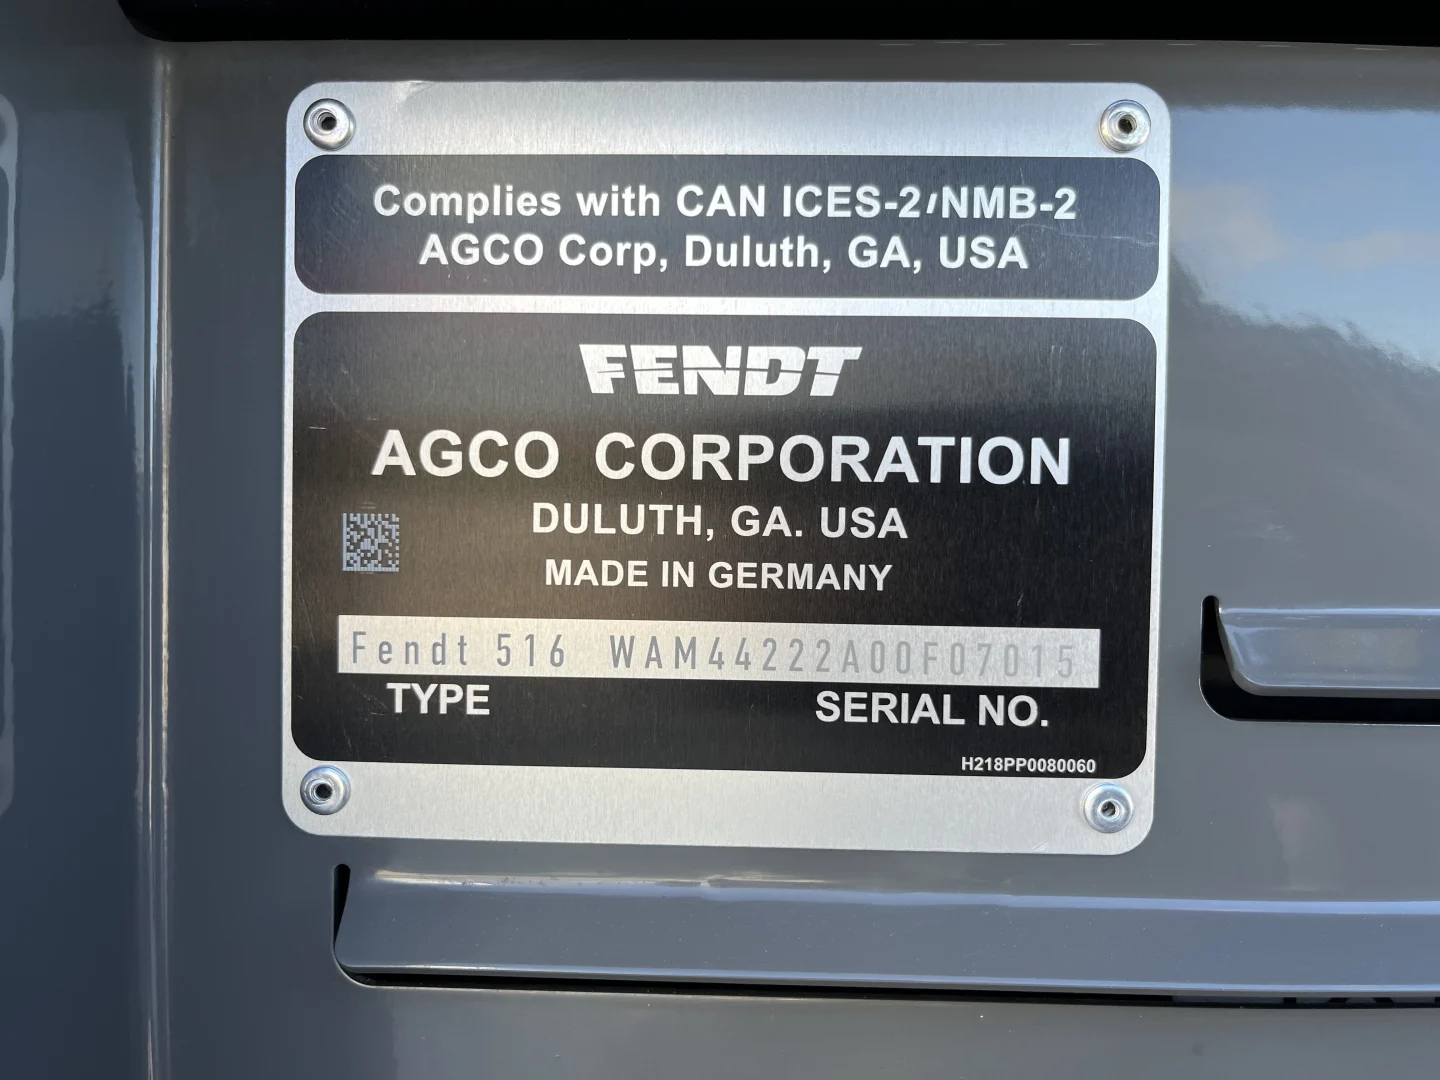 Complies with CAN ICES-2/NMB-2
AGCO Corp, Duluth, GA, USA
FENDT
AGCO CORPORATION
DULUTH, GA. USA
MADE IN GERMANY
Fendt 516 WAM44222A00F07015
TYPE SERIAL NO.
H218PP0080060